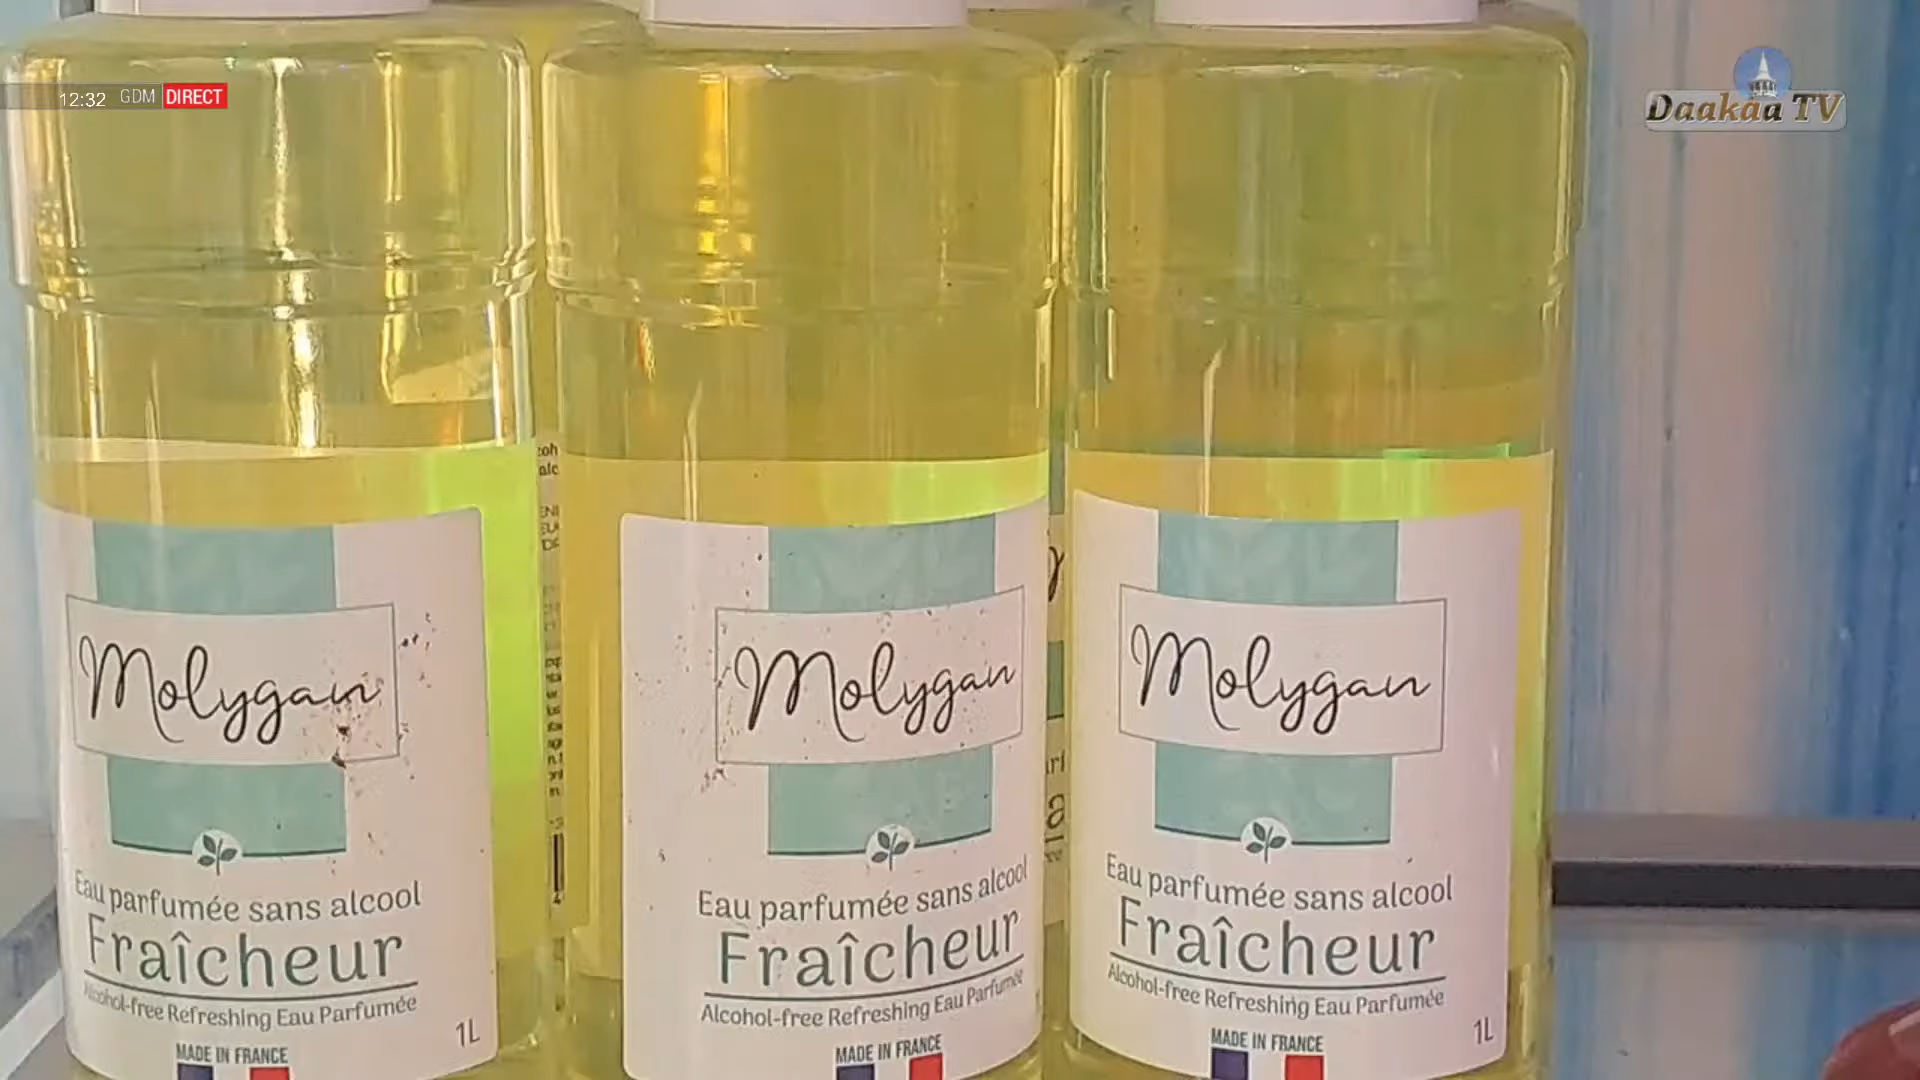 12:32 GDM DIRECT
Daakaa TV
Molygan
Eau parfumée sans alcool
Fraîcheur
Alcohol-free Refreshing Eau Parfumée
1L
MADE IN FRANCE
Molygan
Eau parfumée sans alcool
Fraîcheur
Alcohol-free Refreshing Eau Parfumée
MADE IN FRANCE
Molygan
Eau parfumée sans alcool
Fraîcheur
Alcohol-free Refreshing Eau Parfumée
1L
MADE IN FRANCE